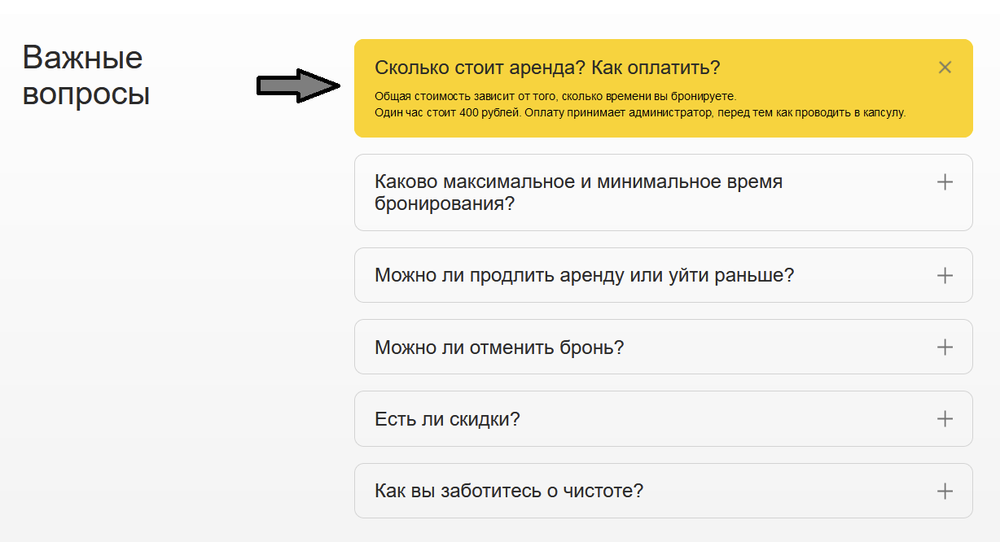 Важные
вопросы
Сколько стоит аренда? Как оплатить?
Общая стоимость зависит от того, сколько времени вы бронируете.
Один час стоит 400 рублей. Оплату принимает администратор, перед тем как проводить в капсулу.
Каково максимальное и минимальное время
бронирования?
Можно ли продлить аренду или уйти раньше?
Можно ли отменить бронь?
Есть ли скидки?
Как вы заботитесь о чистоте?